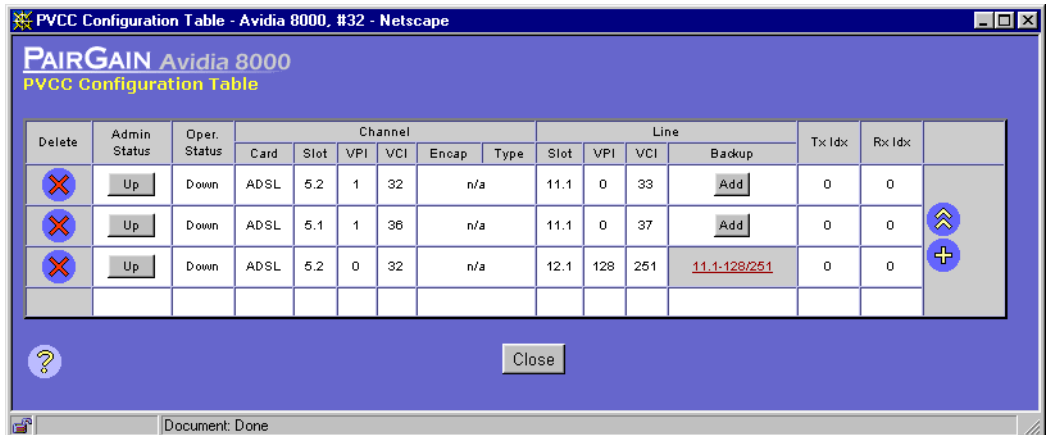 PVCC Configuration Table - Avidia 8000, #32 - Netscape
PAIRGAIN Avidia 8000
PVCC Configuration Table
Delete Admin Status Oper. Status Channel Line Tx Idx Rx Idx
Card Slot VPI VCI Encap Type Slot VPI VCI Backup
Up Down ADSL 5.2 1 32 n/a 11.1 0 33 Add 0 0
Up Down ADSL 5.1 1 36 n/a 11.1 0 37 Add 0 0
Up Down ADSL 5.2 0 32 n/a 12.1 128 251 11.1-128/251 0 0
?
Close
Document: Done